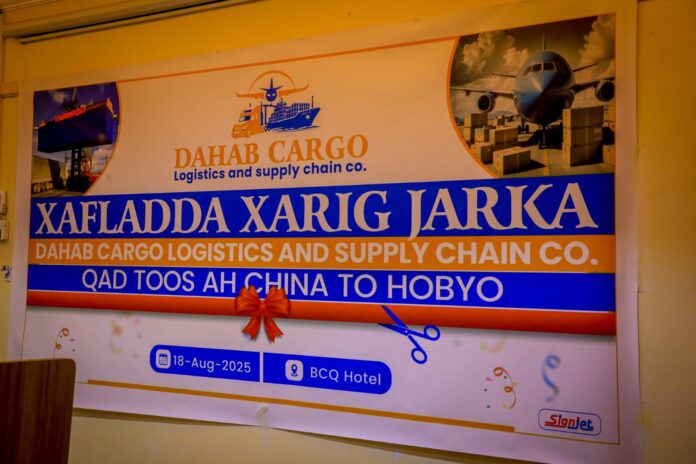 DAHAB CARGO
Logistics and supply chain co.
XAFLADDA XARIG JARKA
DAHAB CARGO LOGISTICS AND SUPPLY CHAIN CO.
QAD TOOS AH CHINA TO HOBYO
18-Aug-2025
BCQ Hotel
Signjet